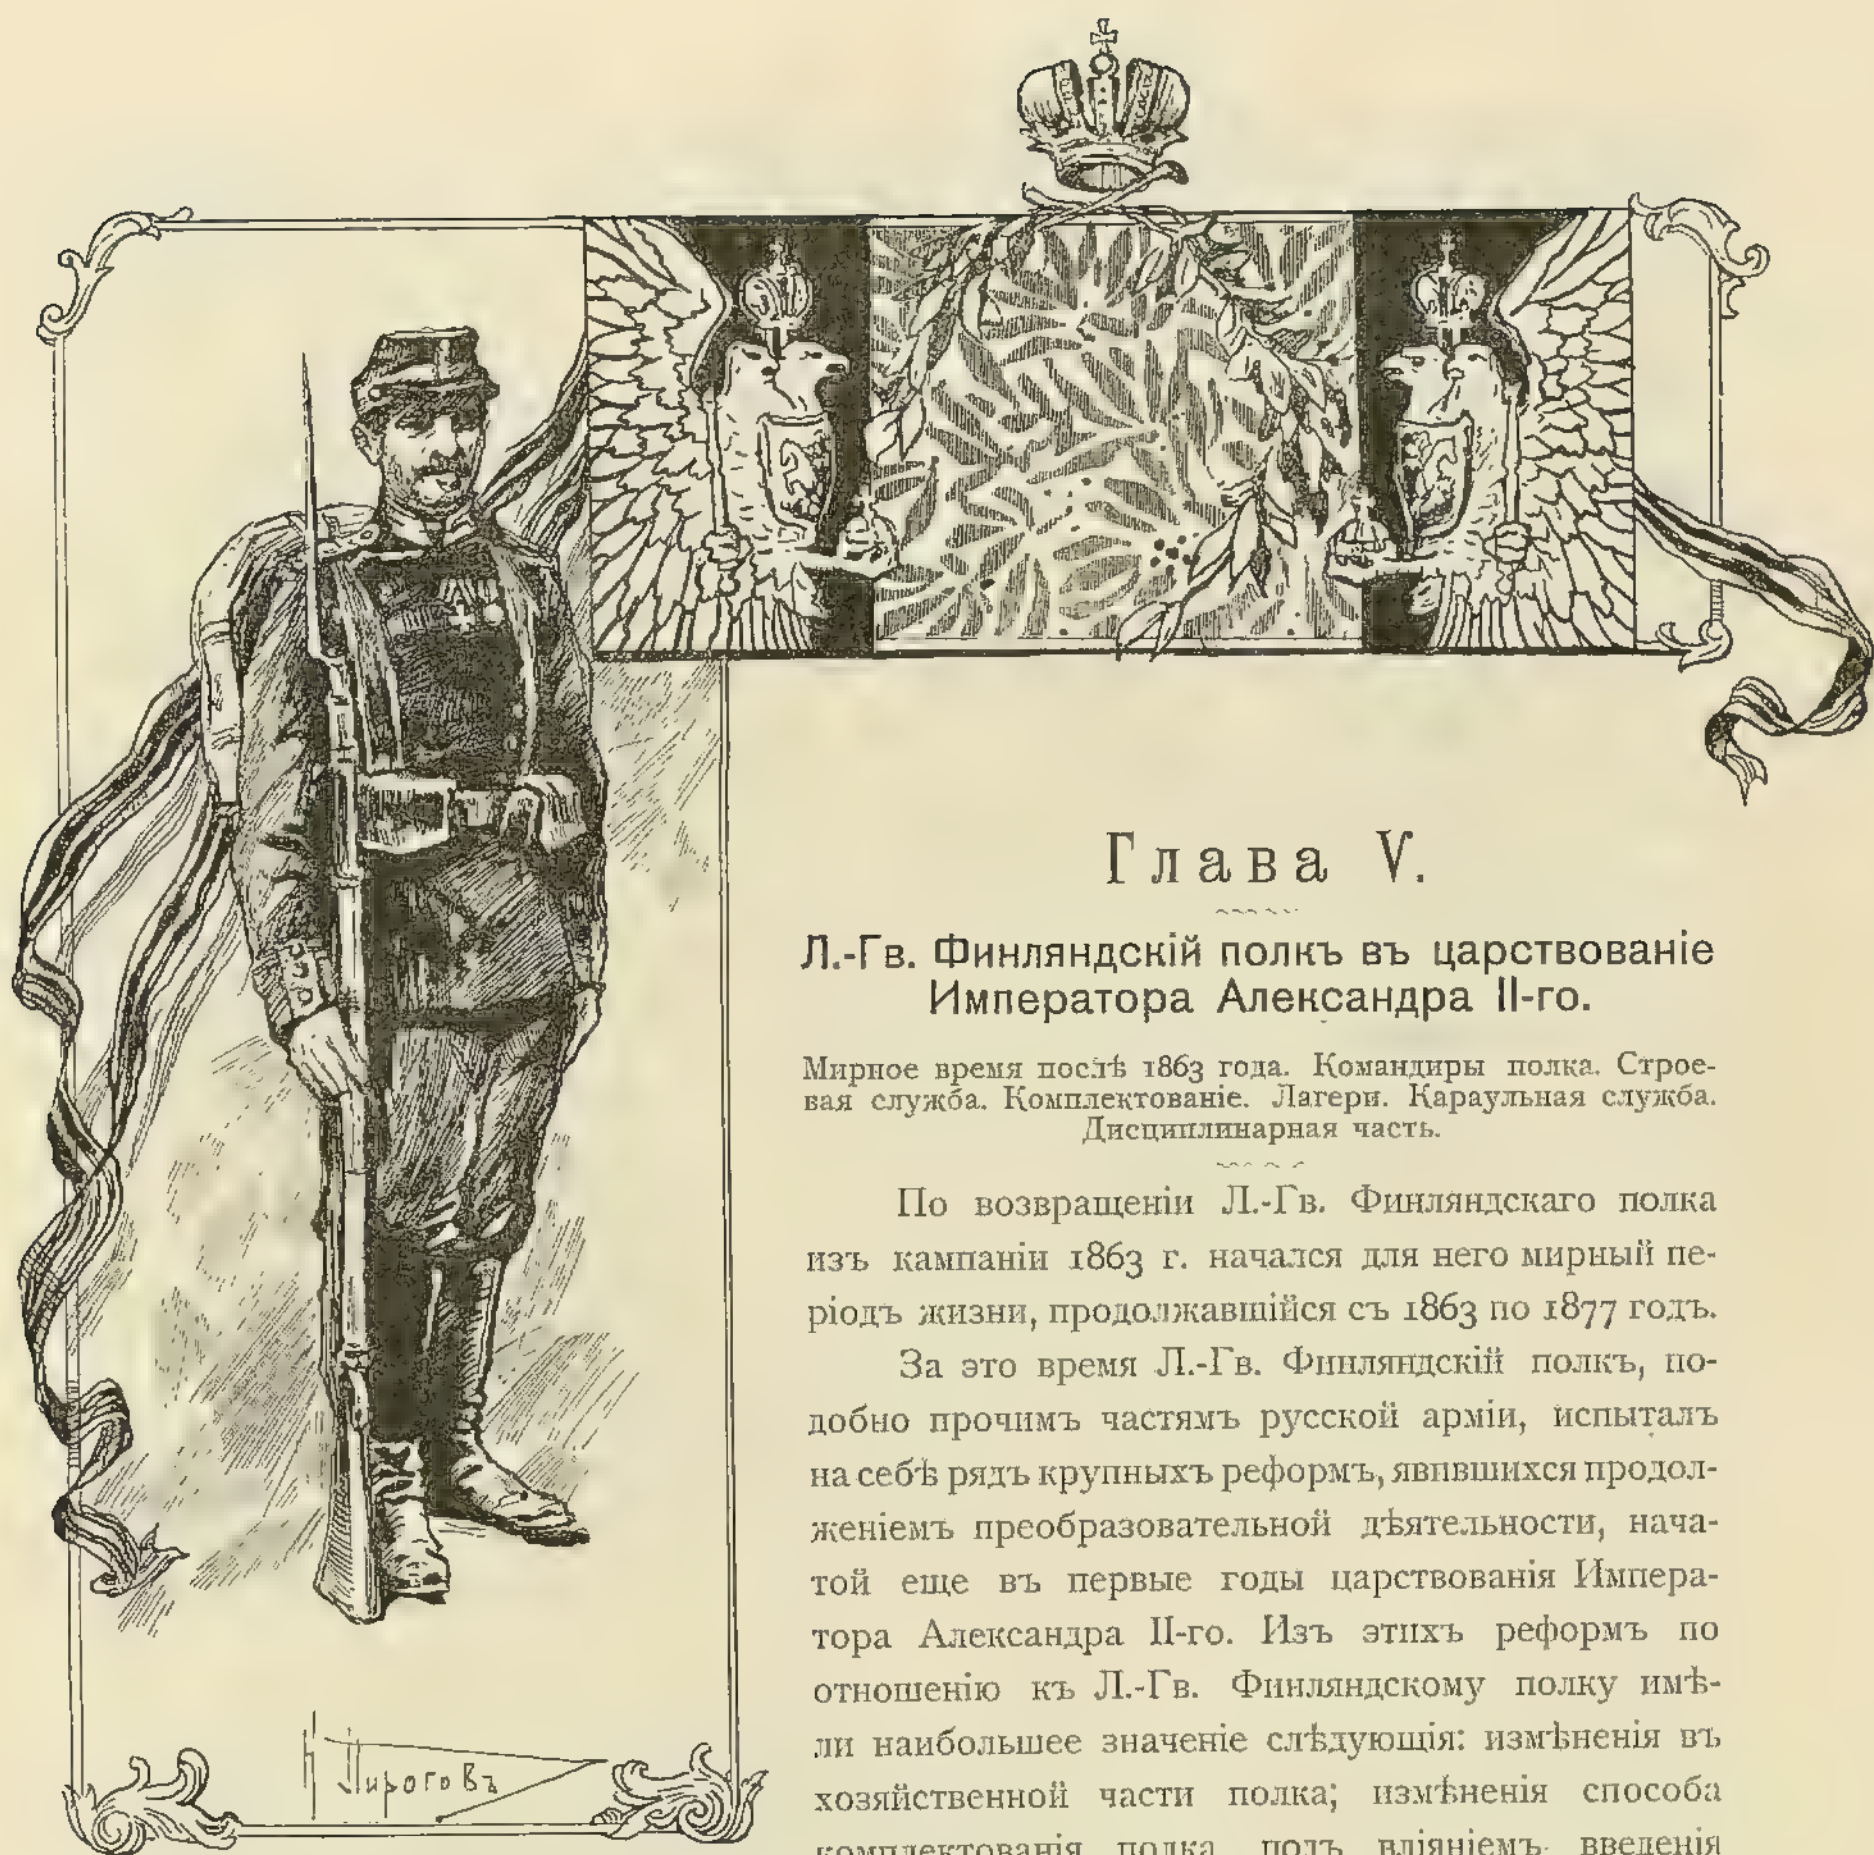 Глава V.
Л.-Гв. Финляндскій полкъ въ царствованіе
Императора Александра II-го.
Мирное время послѣ 1863 года. Командиры полка. Строе-
вая служба. Комплектованіе. Лагери. Караульная служба.
Дисциплинарная часть.
По возвращеніи Л.-Гв. Финляндскаго полка
изъ кампаніи 1863 г. начался для него мирный пе-
ріодъ жизни, продолжавшійся съ 1863 по 1877 годъ.
За это время Л.-Гв. Финляндскій полкъ, по-
добно прочимъ частямъ русской арміи, испыталъ
на себѣ рядъ крупныхъ реформъ, явившихся продол-
женіемъ преобразовательной дѣятельности, нача-
той еще въ первые годы царствованія Импера-
тора Александра II-го. Изъ этихъ реформъ по
отношенію къ Л.-Гв. Финляндскому полку имѣ-
ли наибольшее значеніе слѣдующія: измѣненія въ
хозяйственной части полка; измѣненія способа
комплектованія полка подъ вліяніемъ введенія
Пироговъ